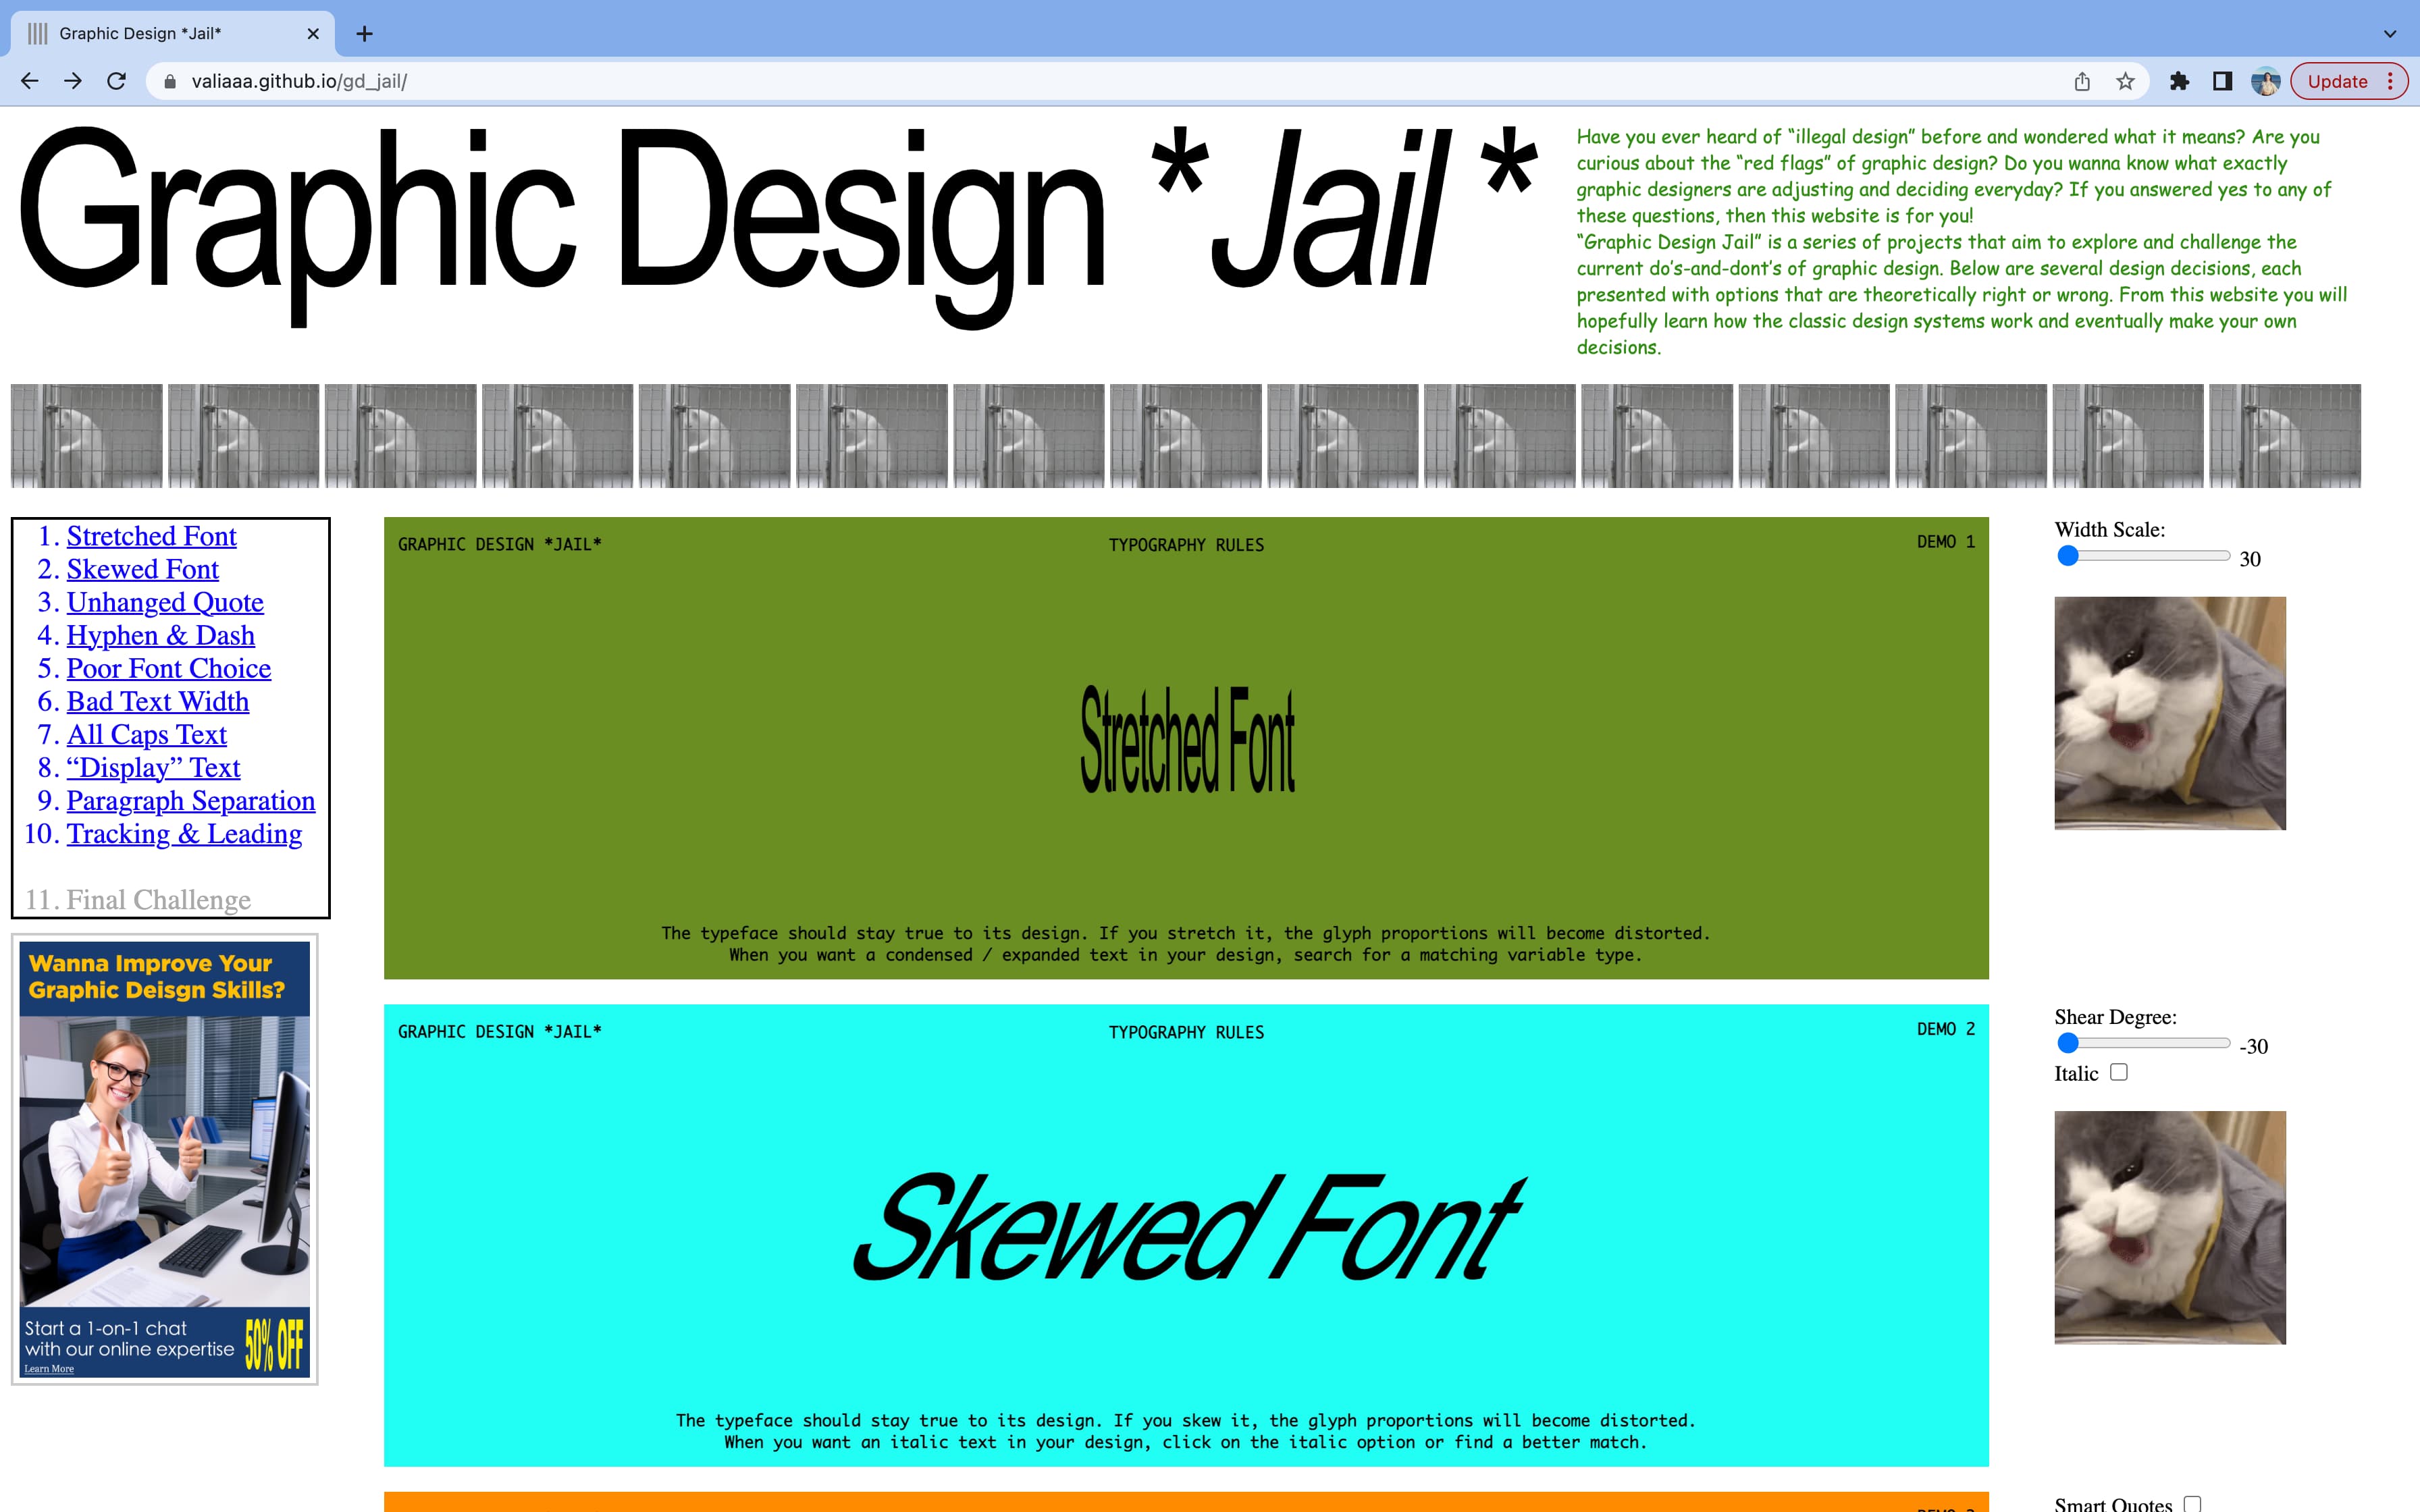 Graphic Design *Jail*
valiaaa.github.io/gd_jail/
Update
Graphic Design *Jail*
Have you ever heard of “illegal design” before and wondered what it means? Are you
curious about the “red flags” of graphic design? Do you wanna know what exactly
graphic designers are adjusting and deciding everyday? If you answered yes to any of
these questions, then this website is for you!
“Graphic Design Jail” is a series of projects that aim to explore and challenge the
current do’s-and-dont’s of graphic design. Below are several design decisions, each
presented with options that are theoretically right or wrong. From this website you will
hopefully learn how the classic design systems work and eventually make your own
decisions.
1. Stretched Font
2. Skewed Font
3. Unhanged Quote
4. Hyphen & Dash
5. Poor Font Choice
6. Bad Text Width
7. All Caps Text
8. “Display” Text
9. Paragraph Separation
10. Tracking & Leading
11. Final Challenge
Wanna Improve Your
Graphic Deisgn Skills?
Start a 1-on-1 chat
with our online expertise
50% OFF
Learn More
GRAPHIC DESIGN *JAIL*
TYPOGRAPHY RULES
DEMO 1
Stretched Font
The typeface should stay true to its design. If you stretch it, the glyph proportions will become distorted.
When you want a condensed / expanded text in your design, search for a matching variable type.
Width Scale:
30
GRAPHIC DESIGN *JAIL*
TYPOGRAPHY RULES
DEMO 2
Skewed Font
The typeface should stay true to its design. If you skew it, the glyph proportions will become distorted.
When you want an italic text in your design, click on the italic option or find a better match.
Shear Degree:
-30
Italic
Smart Quotes